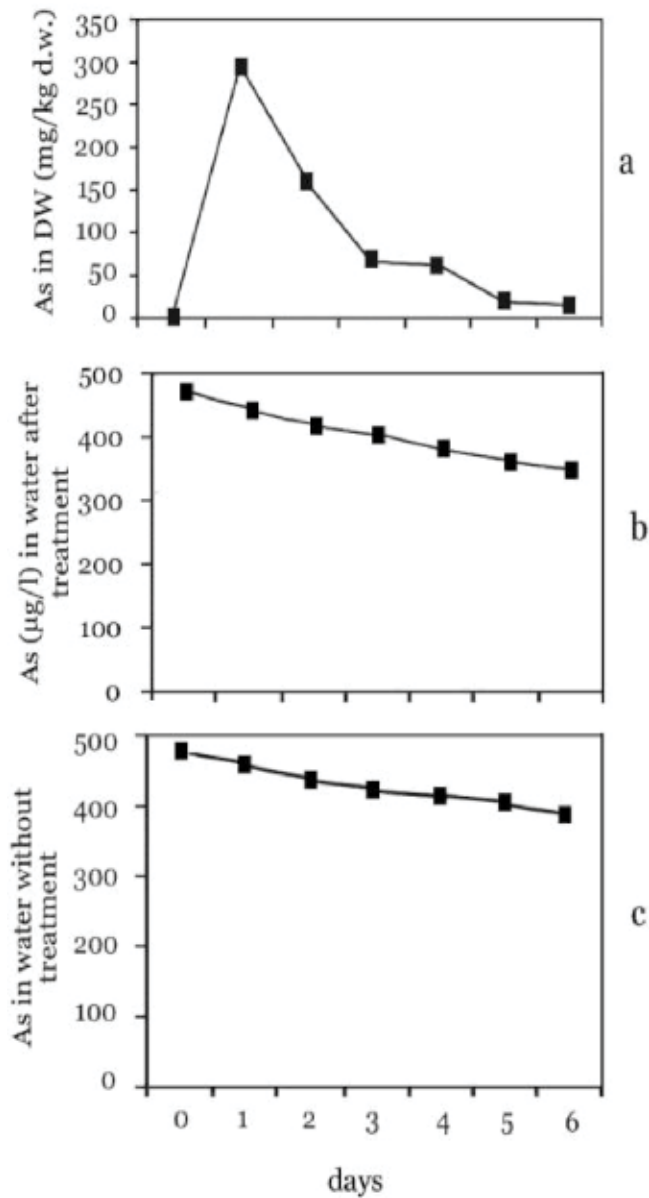 As in DW (mg/kg d.w.)
350
300
250
200
150
100
50
0
a
As (µg/l) in water after
treatment
500
400
300
200
100
0
b
As in water without
treatment
500
400
300
200
100
0
c
0 1 2 3 4 5 6
days